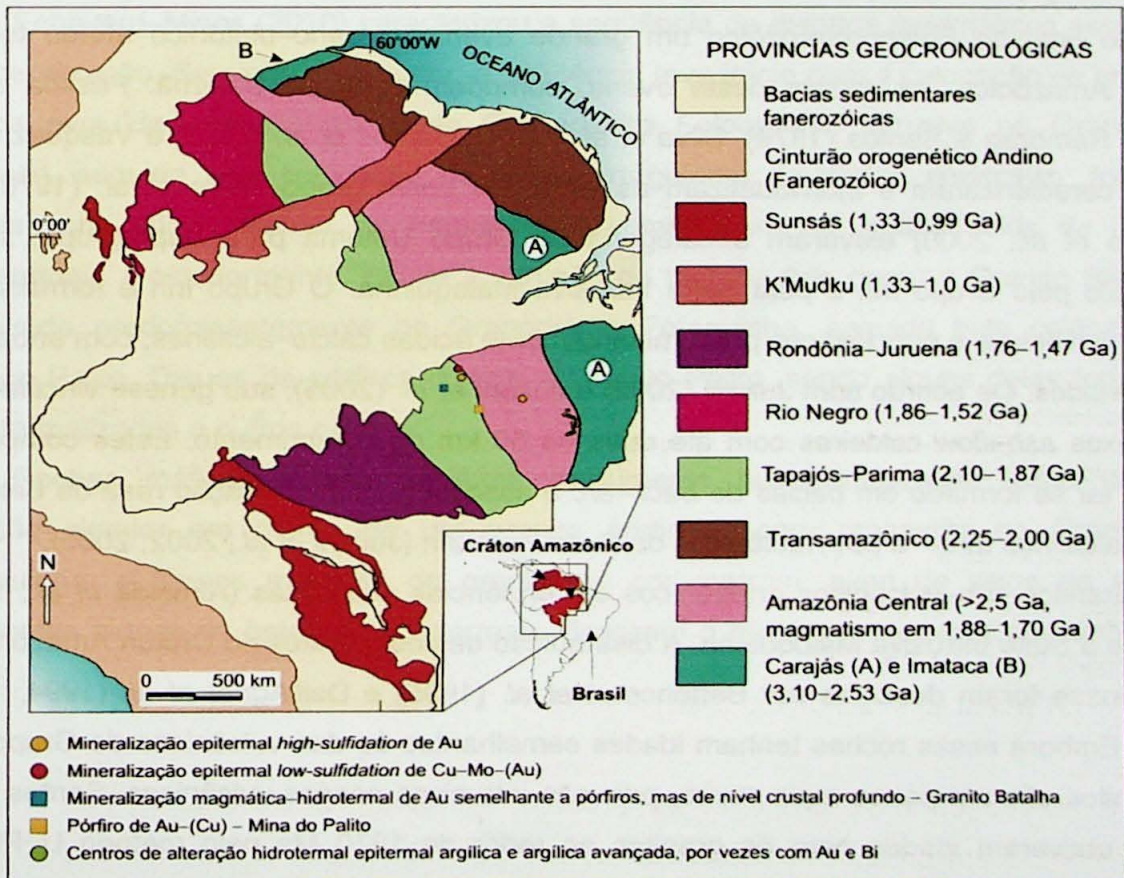 B
60°00'W
OCEANO ATLÂNTICO
0°00'
A
A
N
0 500 km
Cráton Amazônico
Brasil
PROVINCÍAS GEOCRONOLÓGICAS
Bacias sedimentares
fanerozóicas
Cinturão orogenético Andino
(Fanerozóico)
Sunsás (1,33–0,99 Ga)
K'Mudku (1,33–1,0 Ga)
Rondônia–Juruena (1,76–1,47 Ga)
Rio Negro (1,86–1,52 Ga)
Tapajós–Parima (2,10–1,87 Ga)
Transamazônico (2,25–2,00 Ga)
Amazônia Central (>2,5 Ga,
magmatismo em 1,88–1,70 Ga )
Carajás (A) e Imataca (B)
(3,10–2,53 Ga)
Mineralização epitermal high-sulfidation de Au
Mineralização epitermal low-sulfidation de Cu–Mo–(Au)
Mineralização magmática–hidrotermal de Au semelhante a pórfiros, mas de nível crustal profundo – Granito Batalha
Pórfiro de Au–(Cu) – Mina do Palito
Centros de alteração hidrotermal epitermal argílica e argílica avançada, por vezes com Au e Bi